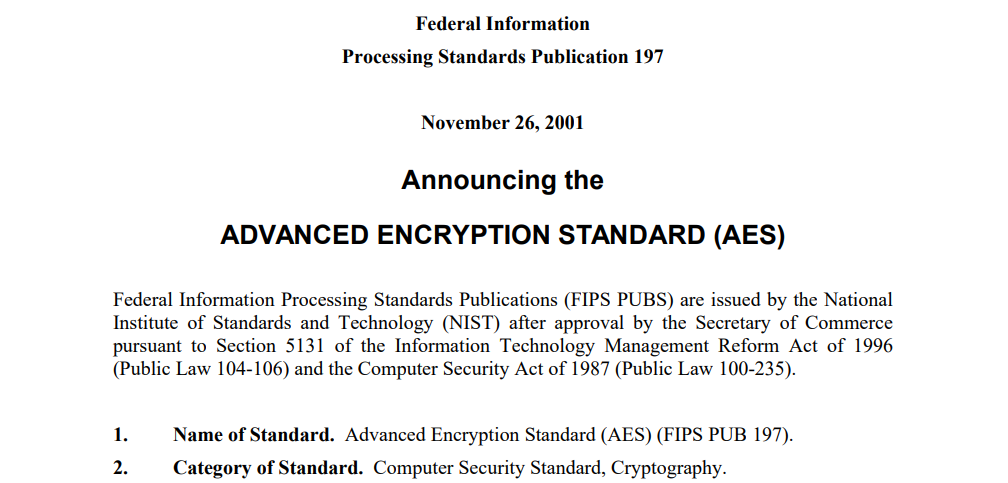 Federal Information
Processing Standards Publication 197
November 26, 2001
Announcing the
ADVANCED ENCRYPTION STANDARD (AES)
Federal Information Processing Standards Publications (FIPS PUBS) are issued by the National
Institute of Standards and Technology (NIST) after approval by the Secretary of Commerce
pursuant to Section 5131 of the Information Technology Management Reform Act of 1996
(Public Law 104-106) and the Computer Security Act of 1987 (Public Law 100-235).
1. Name of Standard. Advanced Encryption Standard (AES) (FIPS PUB 197).
2. Category of Standard. Computer Security Standard, Cryptography.